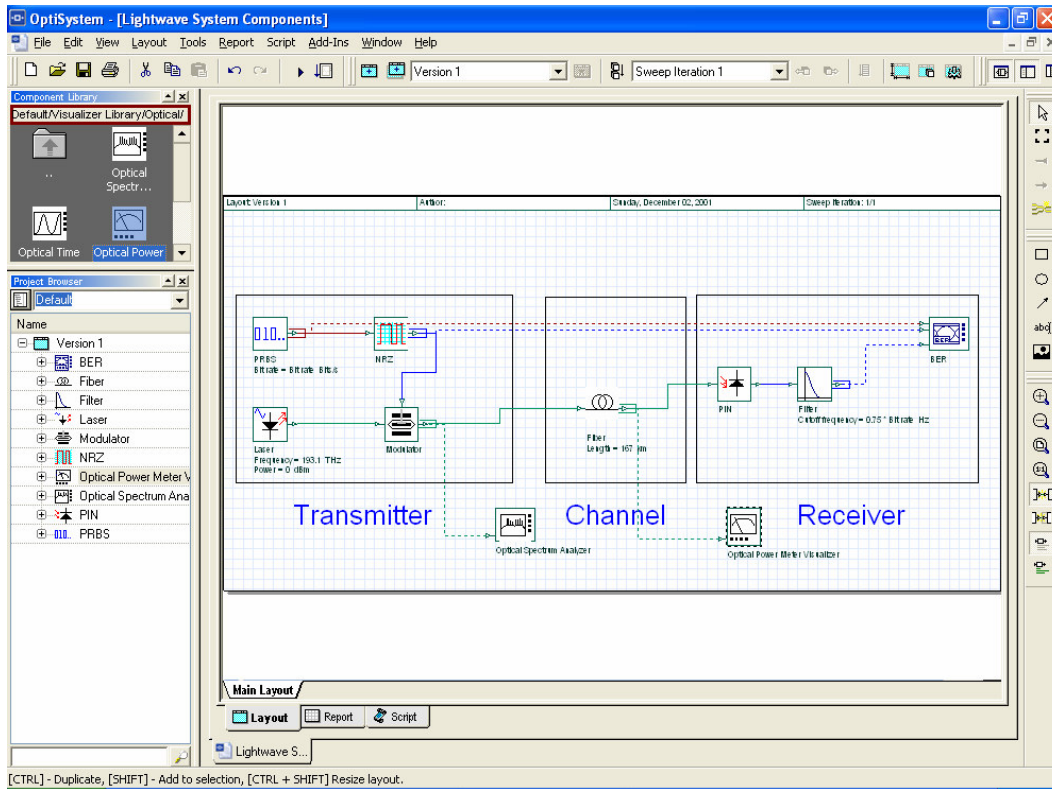 OptiSystem - [Lightwave System Components]
File Edit View Layout Tools Report Script Add-Ins Window Help
Version 1
Sweep Iteration 1
Component Library
Default/Visualizer Library/Optical/
..
Optical Spectr...
Optical Time
Optical Power
Project Browser
Default
Name
Version 1
BER
Fiber
Filter
Laser
Modulator
NRZ
Optical Power Meter V
Optical Spectrum Ana
PIN
PRBS
Layout: Version 1
Author:
Sunday, December 02, 2001
Sweep Iteration: 1/1
PRBS
Bitrate = Bitrate Bits/s
NRZ
Laser
Frequency = 193.1 THz
Power = 0 dBm
Modulator
Fiber
Length = 167 km
PIN
Filter
Cutoff frequency = 0.75 * Bitrate Hz
BER
BER
Transmitter
Channel
Receiver
Optical Spectrum Analyzer
Optical Power Meter Visualizer
Main Layout
Layout
Report
Script
Lightwave S...
[CTRL] - Duplicate, [SHIFT] - Add to selection, [CTRL + SHIFT] Resize layout.